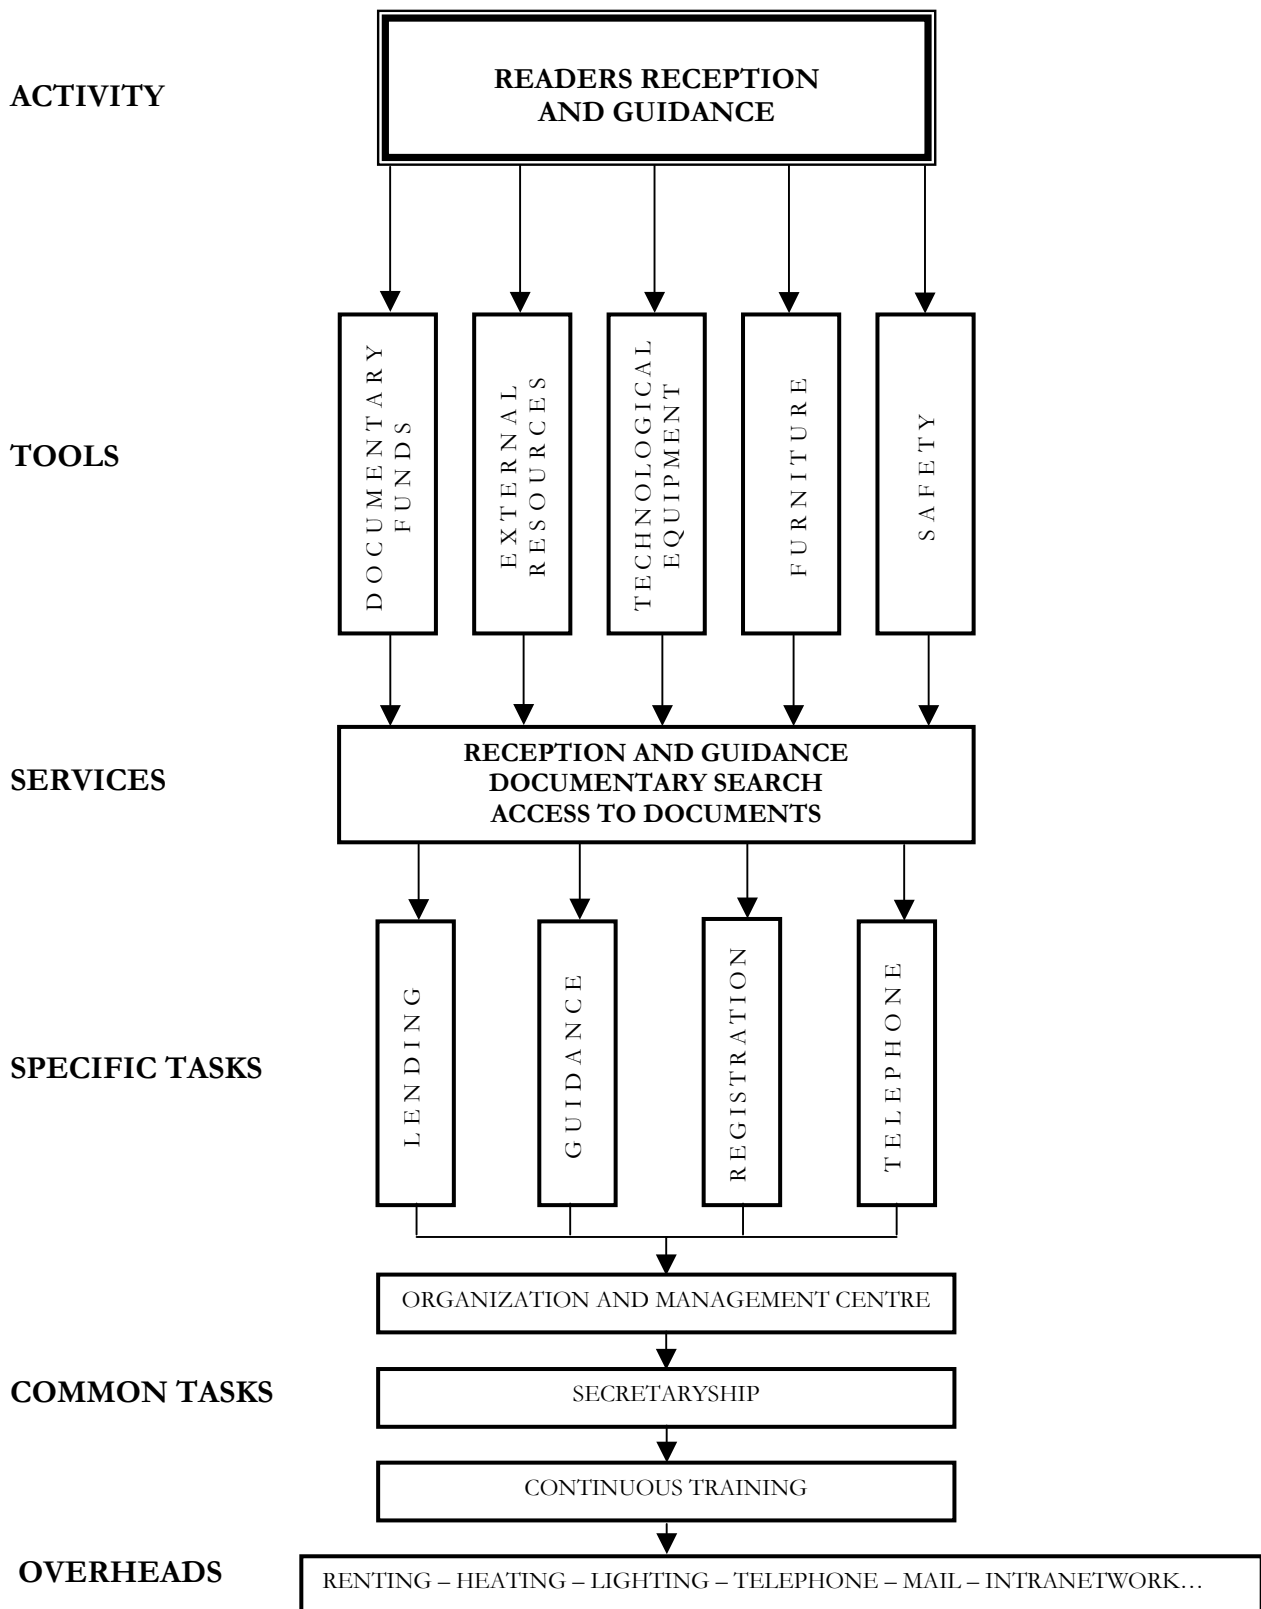 ACTIVITY
READERS RECEPTION
AND GUIDANCE
TOOLS
DOCUMENTARY
FUNDS
EXTERNAL
RESOURCES
TECHNOLOGICAL
EQUIPMENT
FURNITURE
SAFETY
SERVICES
RECEPTION AND GUIDANCE
DOCUMENTARY SEARCH
ACCESS TO DOCUMENTS
SPECIFIC TASKS
LENDING
GUIDANCE
REGISTRATION
TELEPHONE
ORGANIZATION AND MANAGEMENT CENTRE
COMMON TASKS
SECRETARYSHIP
CONTINUOUS TRAINING
OVERHEADS
RENTING – HEATING – LIGHTING – TELEPHONE – MAIL – INTRANETWORK…